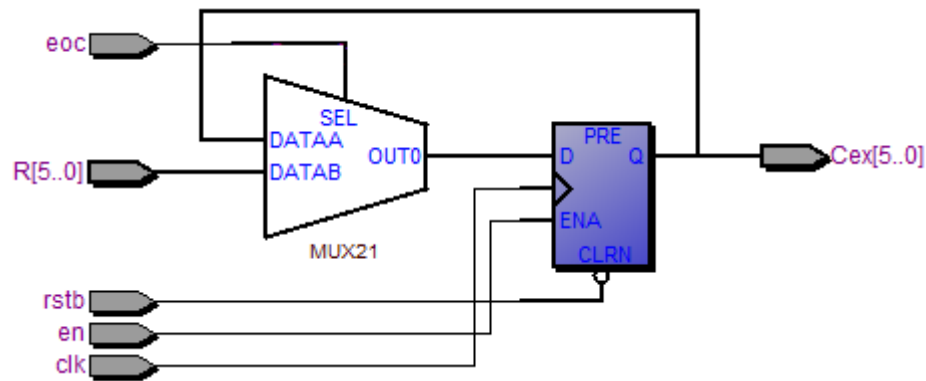 eoc
SEL
DATAA
DATAB
OUT0
MUX21
R[5..0]
PRE
D
Q
ENA
CLRN
Cex[5..0]
rstb
en
clk